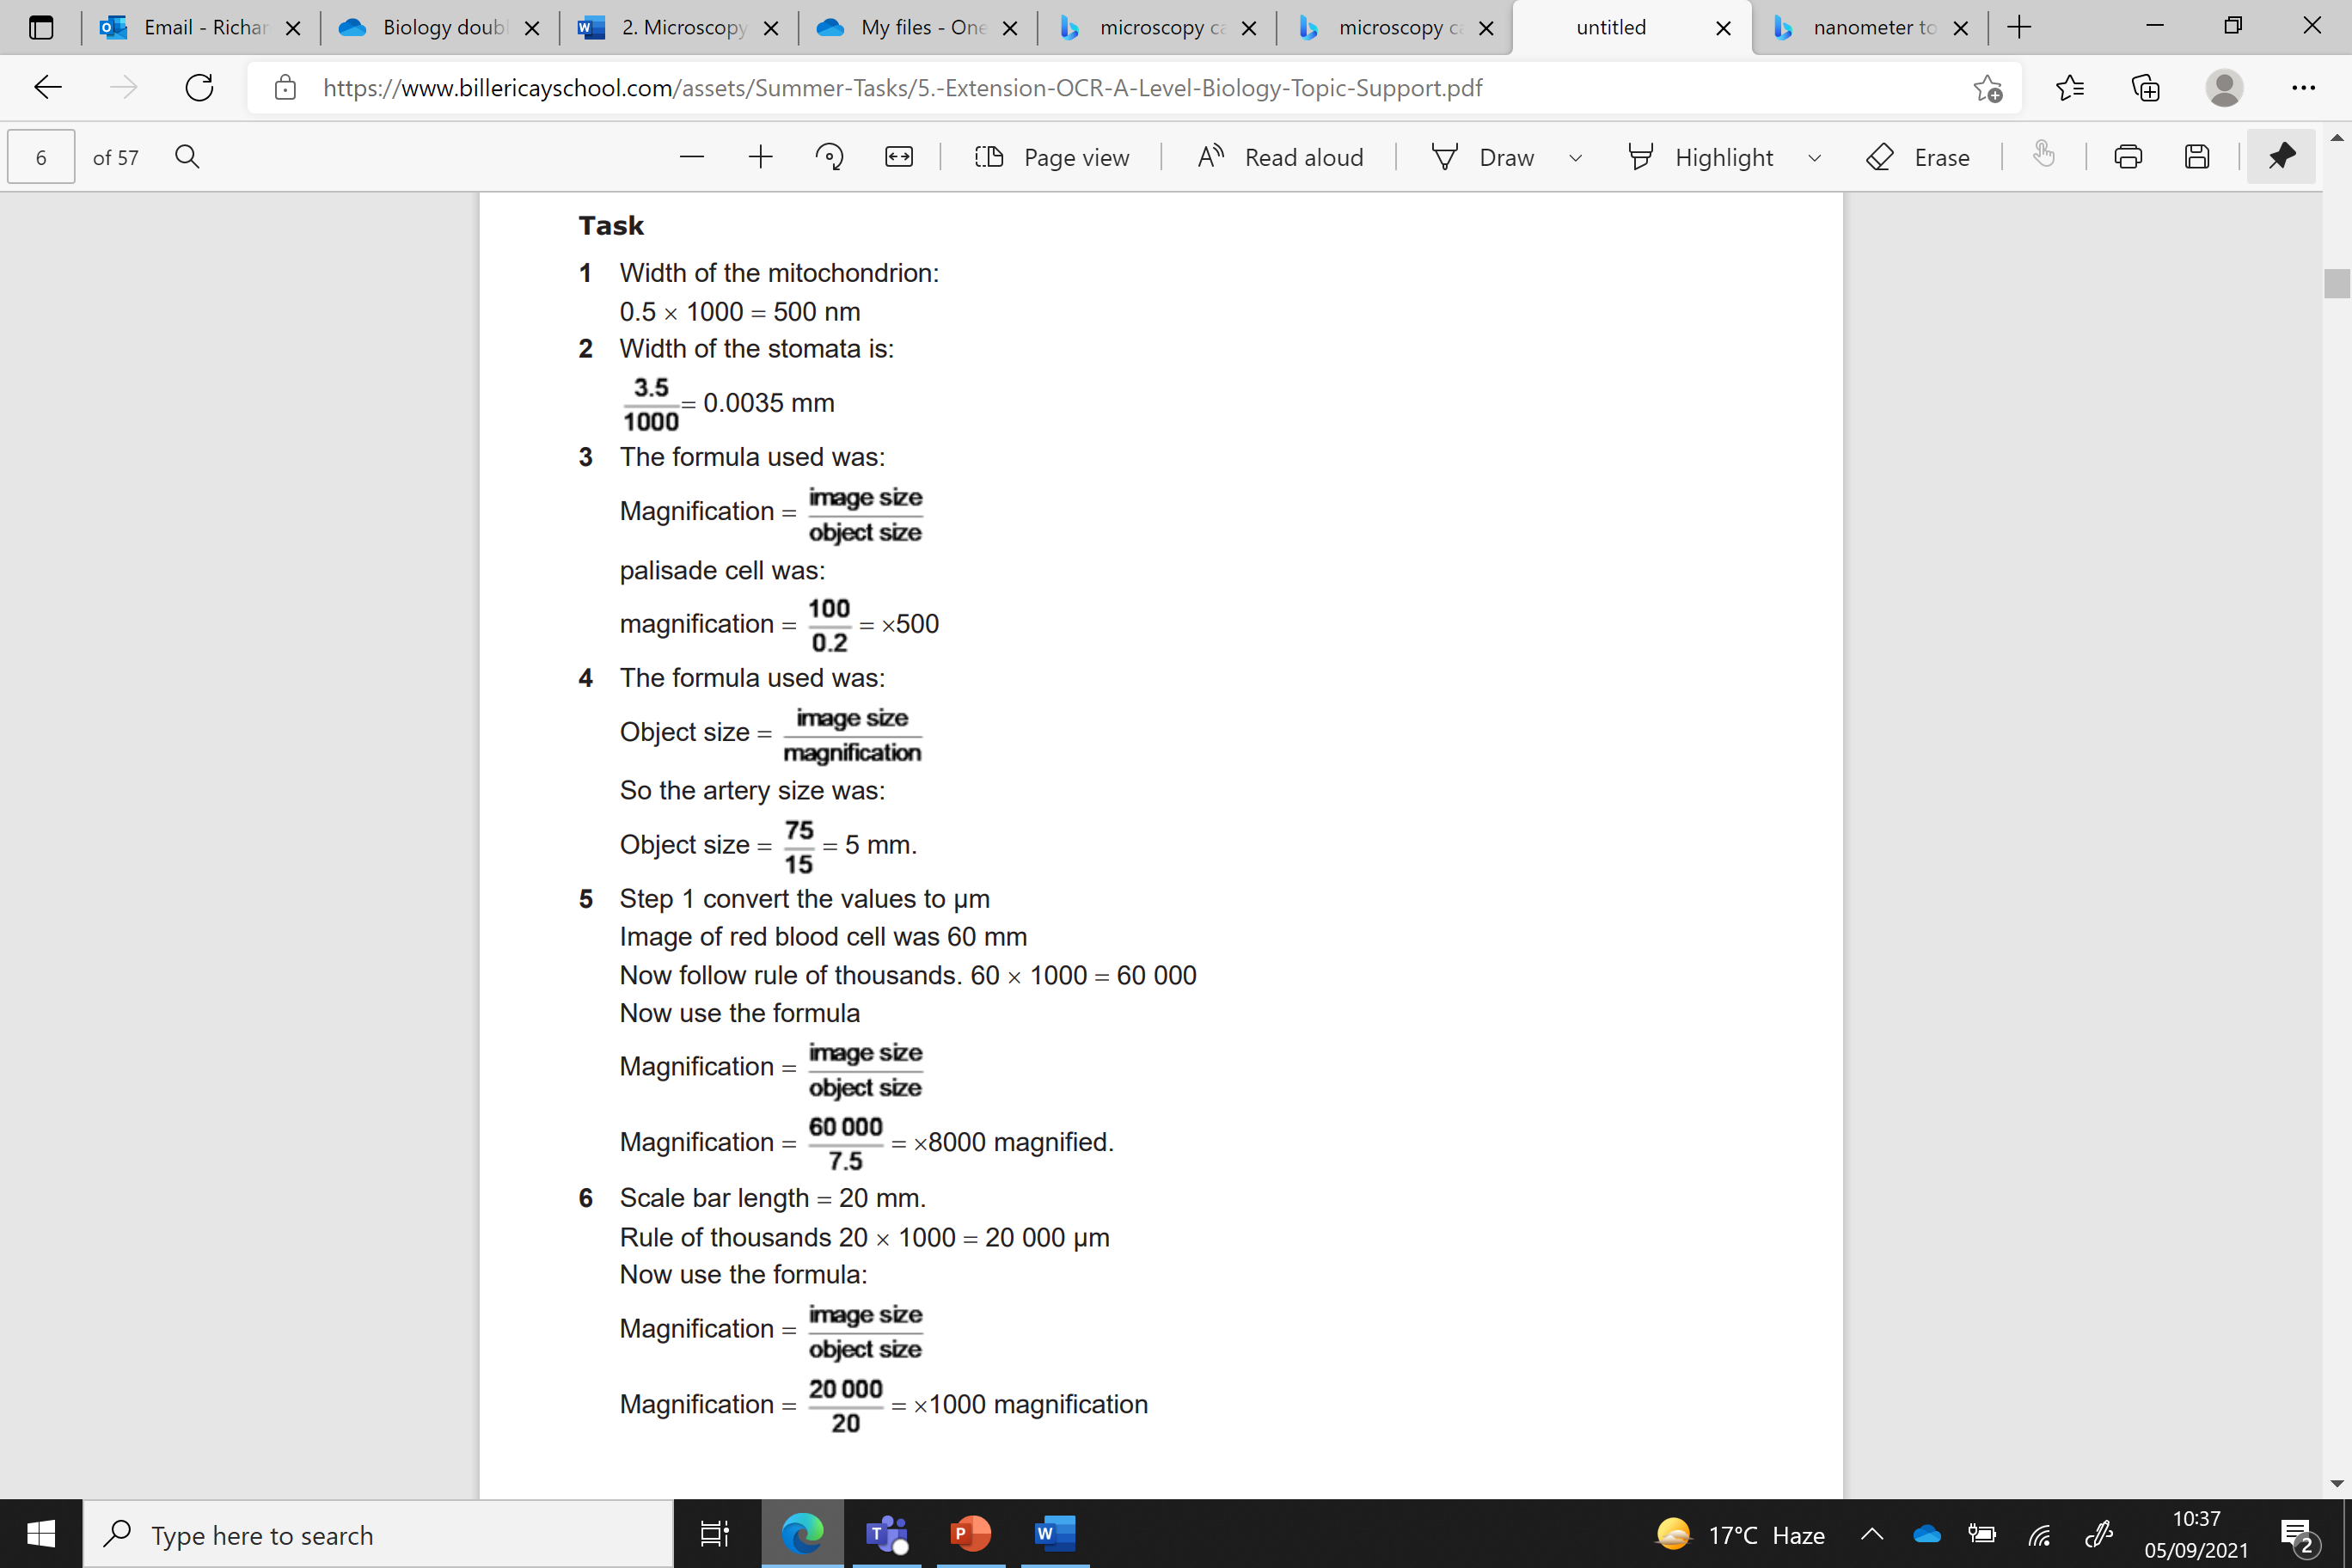 Email - Richar
Biology doubl
2. Microscopy
My files - One
microscopy ca
microscopy ca
untitled
nanometer to
https://www.billericayschool.com/assets/Summer-Tasks/5.-Extension-OCR-A-Level-Biology-Topic-Support.pdf
6 of 57
Page view
Read aloud
Draw
Highlight
Erase
Task
1 Width of the mitochondrion:
0.5 × 1000 = 500 nm
2 Width of the stomata is:
3.5
1000
= 0.0035 mm
3 The formula used was:
Magnification = image size
object size
palisade cell was:
magnification = 100
0.2
= ×500
4 The formula used was:
Object size = image size
magnification
So the artery size was:
Object size = 75
15
= 5 mm.
5 Step 1 convert the values to µm
Image of red blood cell was 60 mm
Now follow rule of thousands. 60 × 1000 = 60 000
Now use the formula
Magnification = image size
object size
Magnification = 60 000
7.5
= ×8000 magnified.
6 Scale bar length = 20 mm.
Rule of thousands 20 × 1000 = 20 000 µm
Now use the formula:
Magnification = image size
object size
Magnification = 20 000
20
= ×1000 magnification
Type here to search
17°C Haze
10:37
05/09/2021
2